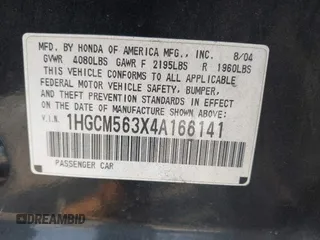 MFD. BY HONDA OF AMERICA MFG., INC. 8/04
GVWR 4080LBS GAWR F 2195LBS R 1960LBS
THIS VEHICLE CONFORMS TO ALL APPLICABLE
FEDERAL MOTOR VEHICLE SAFETY, BUMPER,
AND THEFT PREVENTION STANDARDS IN EFFECT
ON THE DATE OF MANUFACTURE SHOWN ABOVE.
V.I.N. 1HGCM563X4A166141
PASSENGER CAR
DREAMBID